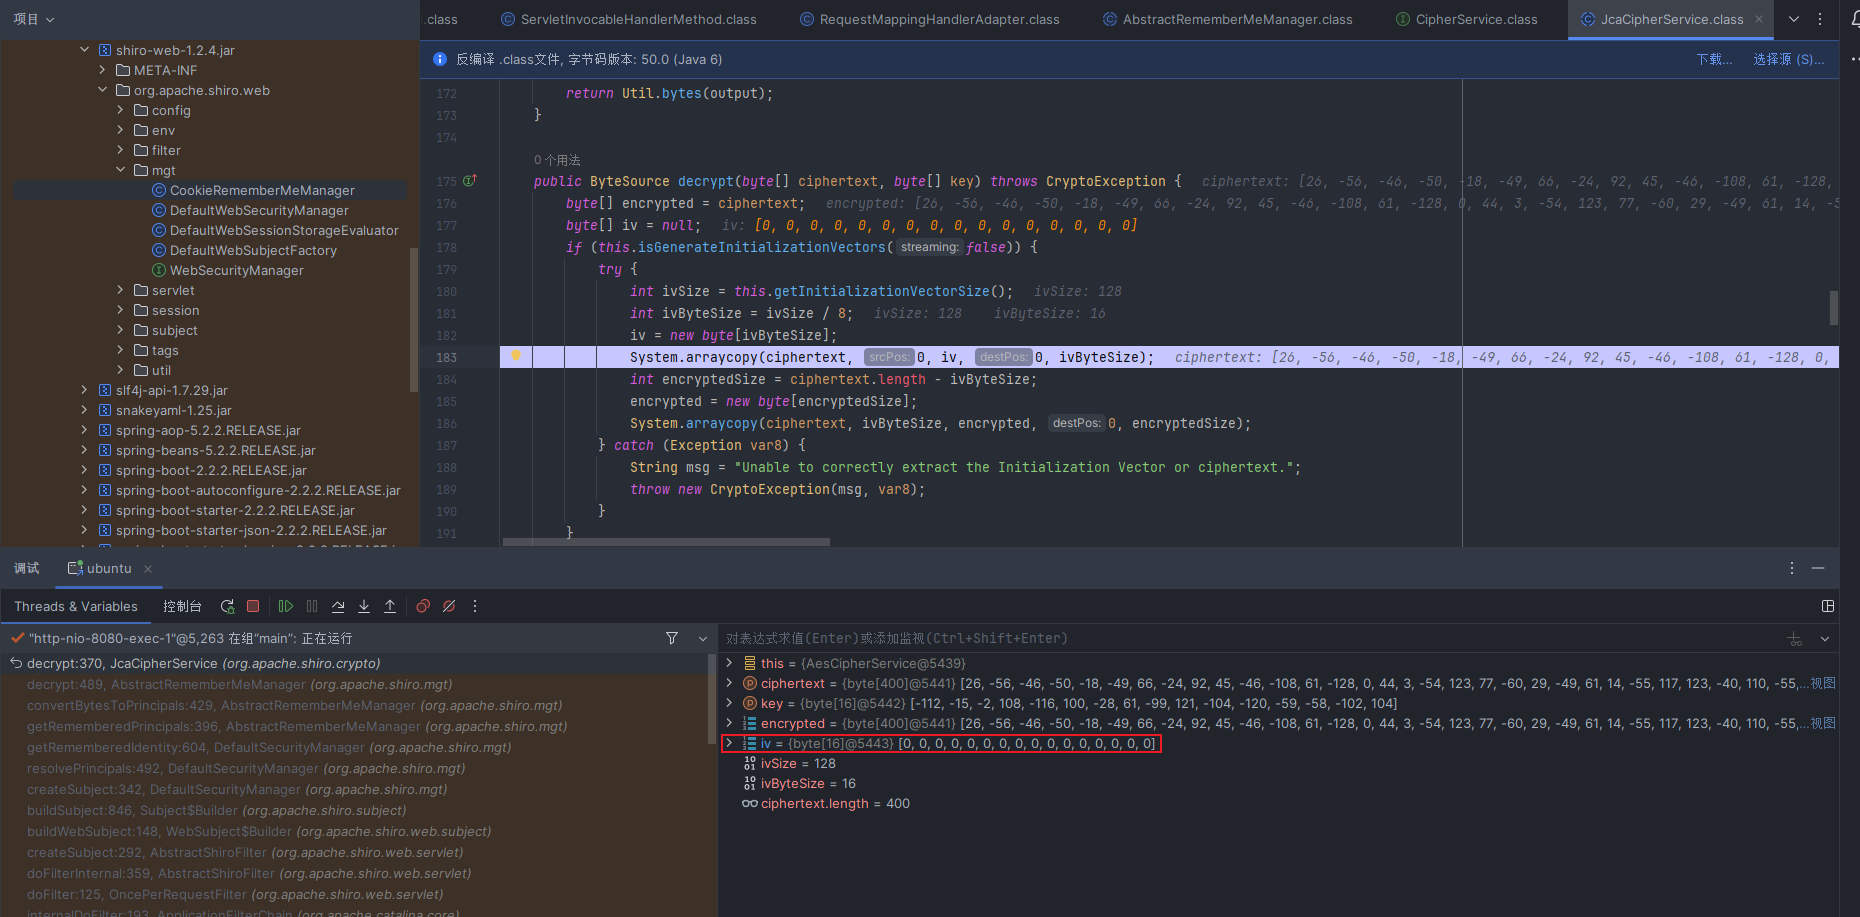 项目
.class
ServletInvocableHandlerMethod.class
RequestMappingHandlerAdapter.class
AbstractRememberMeManager.class
CipherService.class
JcaCipherService.class
shiro-web-1.2.4.jar
META-INF
org.apache.shiro.web
config
env
filter
mgt
CookieRememberMeManager
DefaultWebSecurityManager
DefaultWebSessionStorageEvaluator
DefaultWebSubjectFactory
WebSecurityManager
servlet
session
subject
tags
util
slf4j-api-1.7.29.jar
snakeyaml-1.25.jar
spring-aop-5.2.2.RELEASE.jar
spring-beans-5.2.2.RELEASE.jar
spring-boot-2.2.2.RELEASE.jar
spring-boot-autoconfigure-2.2.2.RELEASE.jar
spring-boot-starter-2.2.2.RELEASE.jar
spring-boot-starter-json-2.2.2.RELEASE.jar
反编译 .class文件, 字节码版本: 50.0 (Java 6) 下载... 选择源 (S)...
172 return Util.bytes(output);
173 }
174
0 个用法
175 public ByteSource decrypt(byte[] ciphertext, byte[] key) throws CryptoException { ciphertext: [26, -56, -46, -50, -18, -49, 66, -24, 92, 45, -46, -108, 61, -128,
176 byte[] encrypted = ciphertext; encrypted: [26, -56, -46, -50, -18, -49, 66, -24, 92, 45, -46, -108, 61, -128, 0, 44, 3, -54, 123, 77, -60, 29, -49, 61, 14, -5
177 byte[] iv = null; iv: [0, 0, 0, 0, 0, 0, 0, 0, 0, 0, 0, 0, 0, 0, 0, 0]
178 if (this.isGenerateInitializationVectors( streaming: false)) {
179 try {
180 int ivSize = this.getInitializationVectorSize(); ivSize: 128
181 int ivByteSize = ivSize / 8; ivSize: 128 ivByteSize: 16
182 iv = new byte[ivByteSize];
183 System.arraycopy(ciphertext, srcPos: 0, iv, destPos: 0, ivByteSize); ciphertext: [26, -56, -46, -50, -18, -49, 66, -24, 92, 45, -46, -108, 61, -128, 0,
184 int encryptedSize = ciphertext.length - ivByteSize;
185 encrypted = new byte[encryptedSize];
186 System.arraycopy(ciphertext, ivByteSize, encrypted, destPos: 0, encryptedSize);
187 } catch (Exception var8) {
188 String msg = "Unable to correctly extract the Initialization Vector or ciphertext.";
189 throw new CryptoException(msg, var8);
190 }
191 }
调试 ubuntu
Threads & Variables 控制台
"http-nio-8080-exec-1"@5,263 在组"main": 正在运行
decrypt:370, JcaCipherService (org.apache.shiro.crypto)
decrypt:489, AbstractRememberMeManager (org.apache.shiro.mgt)
convertBytesToPrincipals:429, AbstractRememberMeManager (org.apache.shiro.mgt)
getRememberedPrincipals:396, AbstractRememberMeManager (org.apache.shiro.mgt)
getRememberedIdentity:604, DefaultSecurityManager (org.apache.shiro.mgt)
resolvePrincipals:492, DefaultSecurityManager (org.apache.shiro.mgt)
createSubject:342, DefaultSecurityManager (org.apache.shiro.mgt)
buildSubject:846, Subject$Builder (org.apache.shiro.subject)
buildWebSubject:148, WebSubject$Builder (org.apache.shiro.web.subject)
createSubject:292, AbstractShiroFilter (org.apache.shiro.web.servlet)
doFilterInternal:359, AbstractShiroFilter (org.apache.shiro.web.servlet)
doFilter:125, OncePerRequestFilter (org.apache.shiro.web.servlet)
internalDoFilter:193, ApplicationFilterChain (org.apache.catalina.core)
对表达式求值(Enter)或添加监视(Ctrl+Shift+Enter)
this = {AesCipherService@5439}
ciphertext = {byte[400]@5441} [26, -56, -46, -50, -18, -49, 66, -24, 92, 45, -46, -108, 61, -128, 0, 44, 3, -54, 123, 77, -60, 29, -49, 61, 14, -55, 117, 123, -40, 110, -55,...视图
key = {byte[16]@5442} [-112, -15, -2, 108, -116, 100, -28, 61, -99, 121, -104, -120, -59, -58, -102, 104]
encrypted = {byte[400]@5441} [26, -56, -46, -50, -18, -49, 66, -24, 92, 45, -46, -108, 61, -128, 0, 44, 3, -54, 123, 77, -60, 29, -49, 61, 14, -55, 117, 123, -40, 110, -55,...视图
iv = {byte[16]@5443} [0, 0, 0, 0, 0, 0, 0, 0, 0, 0, 0, 0, 0, 0, 0, 0]
ivSize = 128
ivByteSize = 16
ciphertext.length = 400